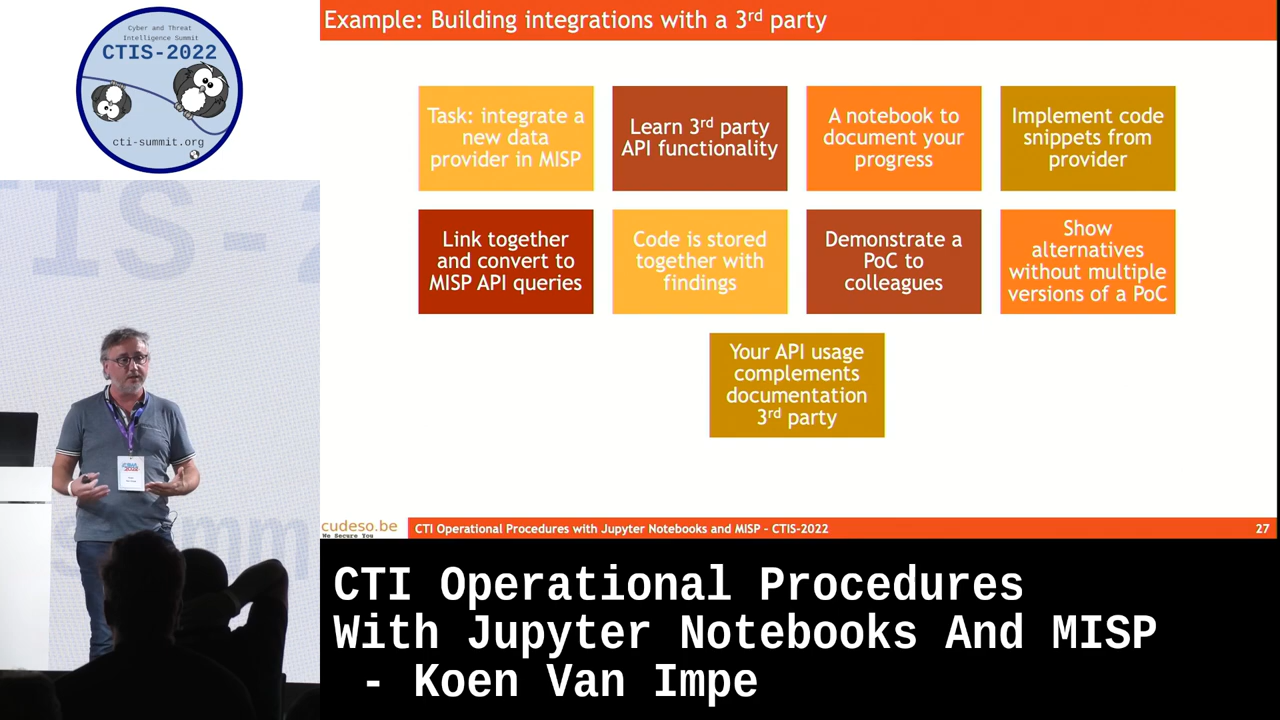 Cyber and Threat
Intelligence Summit
CTIS-2022
cti-summit.org
Example: Building integrations with a 3rd party
Task: integrate a
new data
provider in MISP
Learn 3rd party
API functionality
A notebook to
document your
progress
Implement code
snippets from
provider
Link together
and convert to
MISP API queries
Code is stored
together with
findings
Demonstrate a
PoC to
colleagues
Show
alternatives
without multiple
versions of a PoC
Your API usage
complements
documentation
3rd party
cudeso.be
We Secure You
CTI Operational Procedures with Jupyter Notebooks and MISP - CTIS-2022
27
CTI Operational Procedures
With Jupyter Notebooks And MISP
- Koen Van Impe